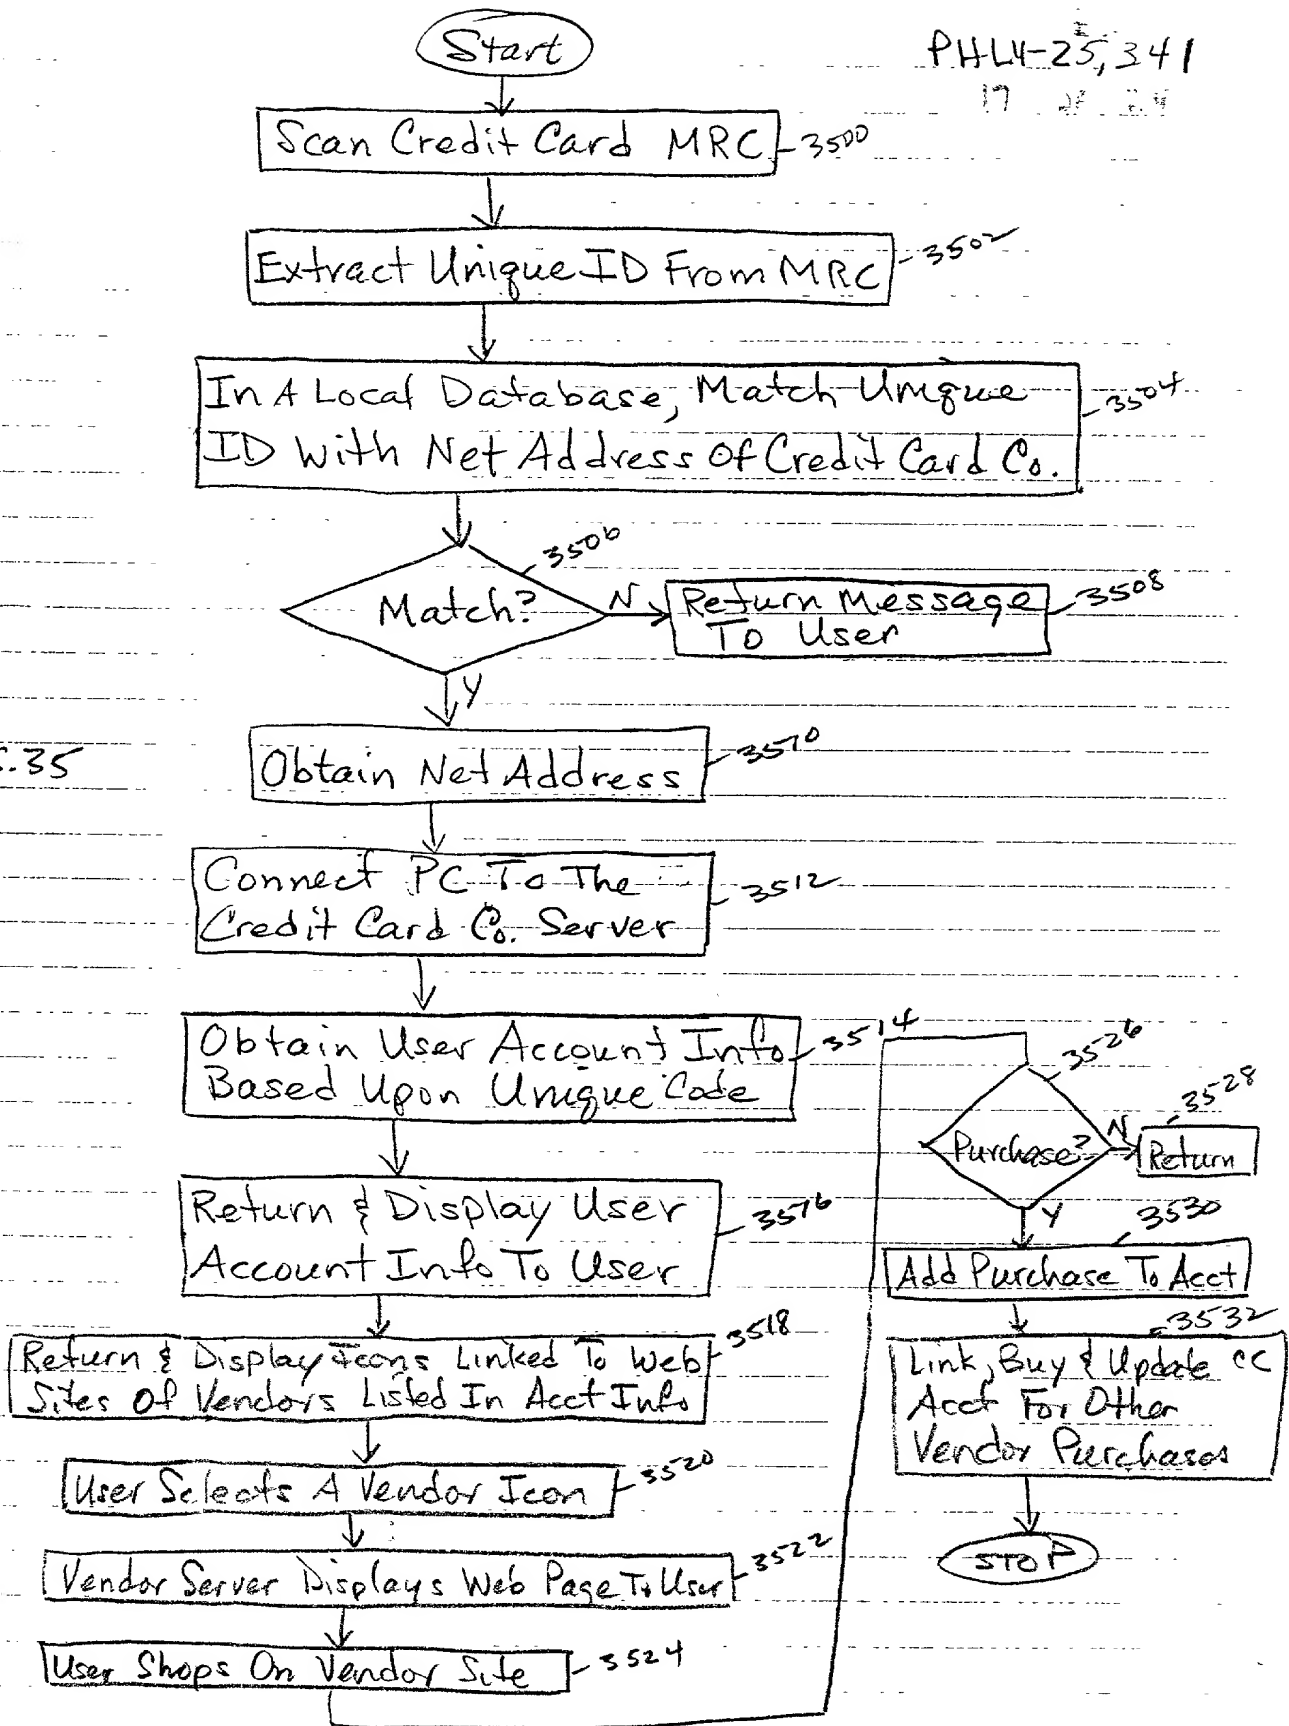 Start
PHL4-25,341
Scan Credit Card MRC
3500
Extract Unique ID From MRC
3502
In A Local Database, Match Unique
ID With Net Address Of Credit Card Co.
3504
3506
Match?
N
Return Message
To User
3508
Y
.35
Obtain Net Address
3510
Connect PC To The
Credit Card Co. Server
3512
Obtain User Account Info
Based Upon Unique Code
3514
Return & Display User
Account Info To User
3516
Return & Display Icons Linked To Web
Sites Of Vendors Listed In Acct Info
3518
User Selects A Vendor Icon
3520
Vendor Server Displays Web Page To User
3522
User Shops On Vendor Site
3524
3526
Purchase?
N
3528
Return
Y
3530
Add Purchase To Acct
3532
Link, Buy & Update CC
Acct For Other
Vendor Purchases
STOP